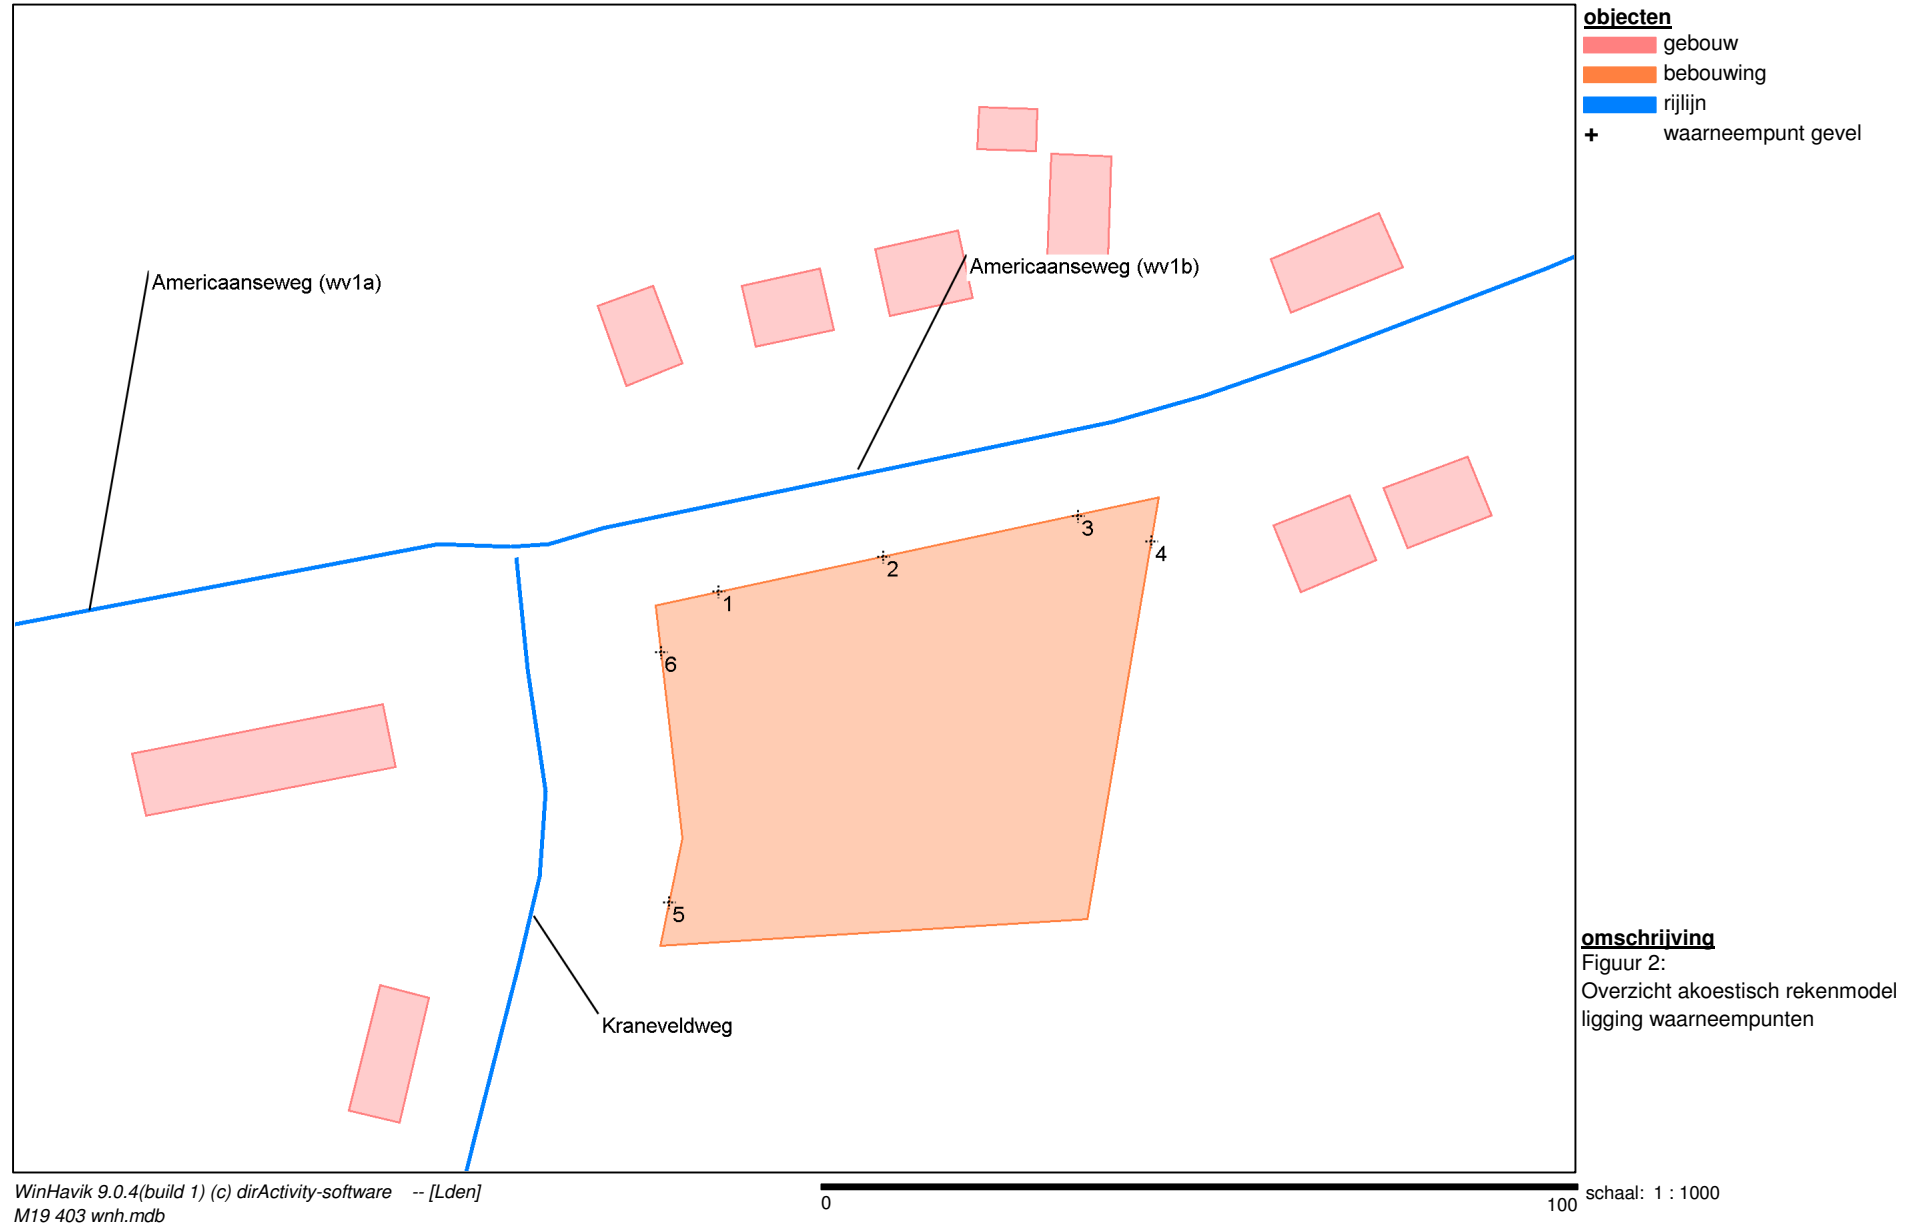 objecten
gebouw
bebouwing
rijlijn
+ waarneempunt gevel
Americaanseweg (wv1a)
Americaanseweg (wv1b)
3
4
2
1
6
5
Kraneveldweg
omschrijving
Figuur 2:
Overzicht akoestisch rekenmodel
ligging waarneempunten
WinHavik 9.0.4(build 1) (c) dirActivity-software -- [Lden]
M19 403 wnh.mdb
0
100
schaal: 1 : 1000